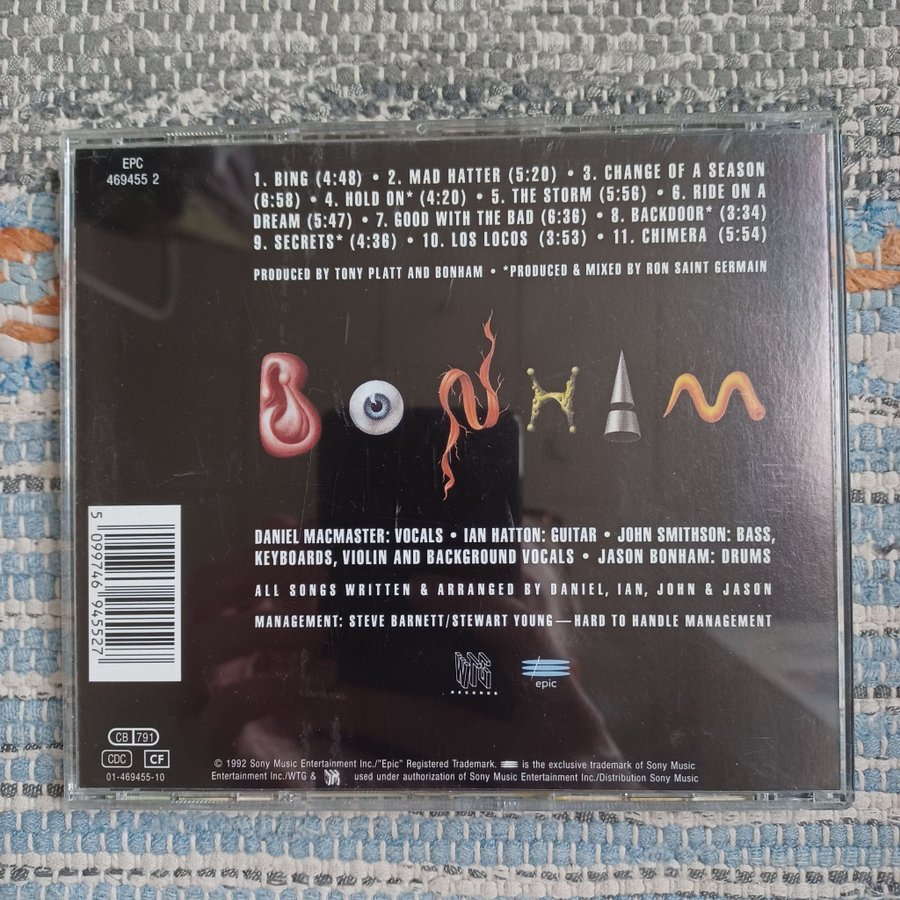 EPC
469455 2
1. BING (4:48) • 2. MAD HATTER (5:20) • 3. CHANGE OF A SEASON
(6:58) • 4. HOLD ON* (4:20) • 5. THE STORM (5:56) • 6. RIDE ON A
DREAM (5:47) • 7. GOOD WITH THE BAD (6:36) • 8. BACKDOOR* (3:34)
9. SECRETS* (4:36) • 10. LOS LOCOS (3:53) • 11. CHIMERA (5:54)
PRODUCED BY TONY PLATT AND BONHAM • *PRODUCED & MIXED BY RON SAINT GERMAIN
BONHAM
DANIEL MACMASTER: VOCALS • IAN HATTON: GUITAR • JOHN SMITHSON: BASS,
KEYBOARDS, VIOLIN AND BACKGROUND VOCALS • JASON BONHAM: DRUMS
ALL SONGS WRITTEN & ARRANGED BY DANIEL, IAN, JOHN & JASON
MANAGEMENT: STEVE BARNETT/STEWART YOUNG—HARD TO HANDLE MANAGEMENT
5 099746 945527
WTG
RECORDS
epic
CB 791
CDC CF
01-469455-10
© 1992 Sony Music Entertainment Inc./"Epic" Registered Trademark. is the exclusive trademark of Sony Music
Entertainment Inc./WTG & WTG used under authorization of Sony Music Entertainment Inc./Distribution Sony Music